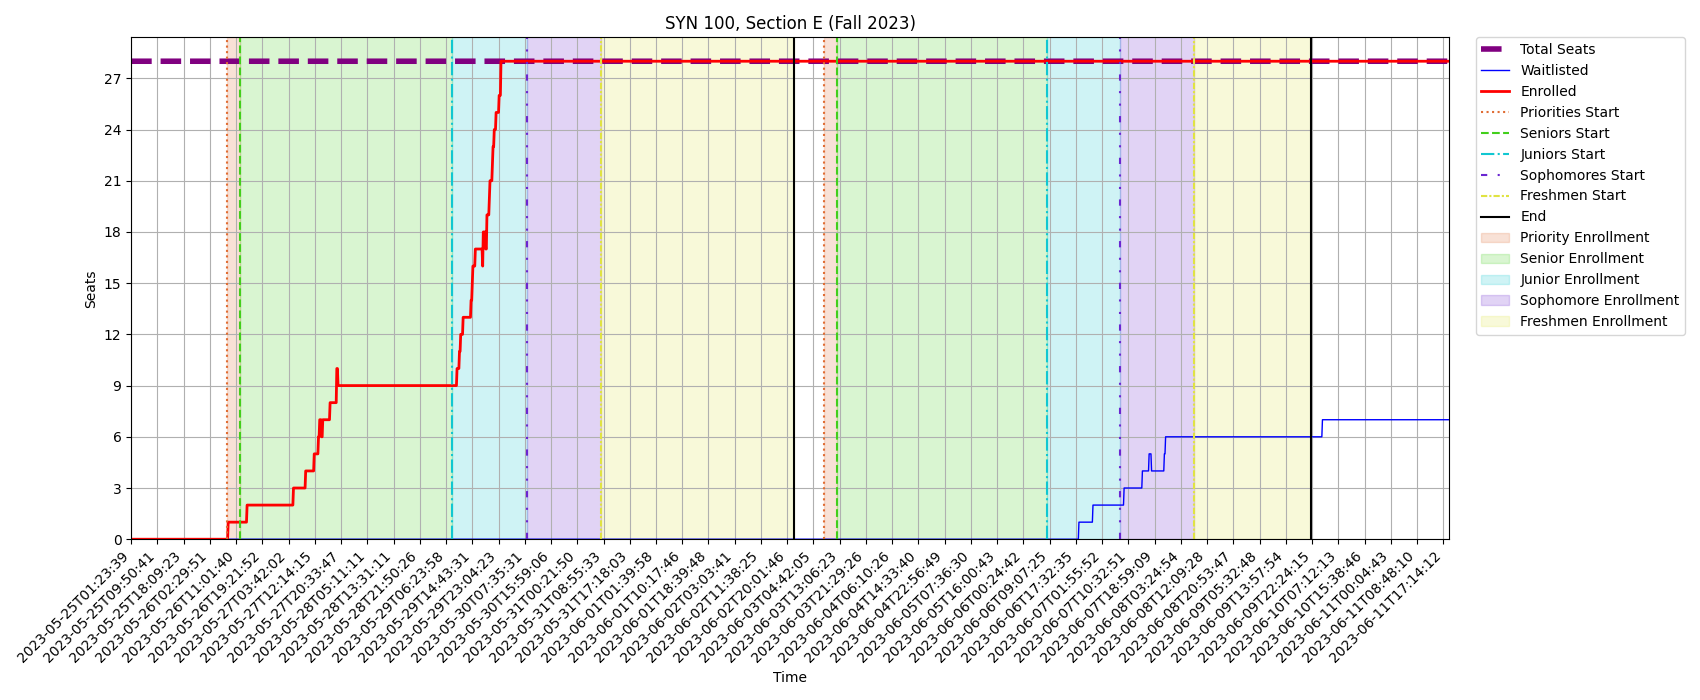 SYN 100, Section E (Fall 2023)
Seats
27
24
21
18
15
12
9
6
3
0
2023-05-25T01:23:39
2023-05-25T09:50:41
2023-05-25T18:09:23
2023-05-26T02:29:51
2023-05-26T11:01:40
2023-05-26T19:21:52
2023-05-27T03:42:02
2023-05-27T12:14:15
2023-05-27T20:33:47
2023-05-28T05:11:11
2023-05-28T13:31:11
2023-05-28T21:50:26
2023-05-29T06:23:58
2023-05-29T14:43:31
2023-05-29T23:04:23
2023-05-30T07:35:31
2023-05-30T15:59:06
2023-05-31T00:21:50
2023-05-31T08:55:33
2023-05-31T17:18:03
2023-06-01T01:39:58
2023-06-01T10:17:46
2023-06-01T18:39:48
2023-06-02T03:03:41
2023-06-02T11:38:25
2023-06-02T20:01:46
2023-06-03T04:42:05
2023-06-03T13:06:23
2023-06-03T21:29:26
2023-06-04T06:10:26
2023-06-04T14:33:40
2023-06-04T22:56:49
2023-06-05T07:36:30
2023-06-05T16:00:43
2023-06-06T00:24:42
2023-06-06T09:07:25
2023-06-06T17:32:35
2023-06-07T01:55:52
2023-06-07T10:32:51
2023-06-07T18:59:09
2023-06-08T03:24:54
2023-06-08T12:09:28
2023-06-08T20:53:47
2023-06-09T05:32:48
2023-06-09T13:57:54
2023-06-09T22:24:15
2023-06-10T07:12:13
2023-06-10T15:38:46
2023-06-11T00:04:43
2023-06-11T08:48:10
2023-06-11T17:14:12
Time
Total Seats
Waitlisted
Enrolled
Priorities Start
Seniors Start
Juniors Start
Sophomores Start
Freshmen Start
End
Priority Enrollment
Senior Enrollment
Junior Enrollment
Sophomore Enrollment
Freshmen Enrollment